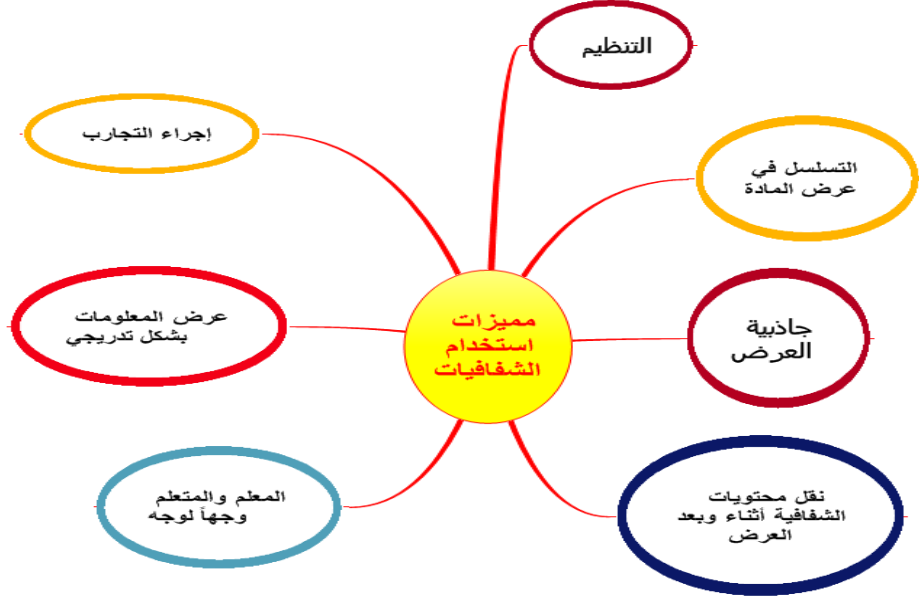 مميزات
استخدام
الشفافيات
التنظيم
التسلسل في
عرض المادة
جاذبية
العرض
نقل محتويات
الشفافية أثناء وبعد
العرض
المعلم والمتعلم
وجهاً لوجه
عرض المعلومات
بشكل تدريجي
إجراء التجارب